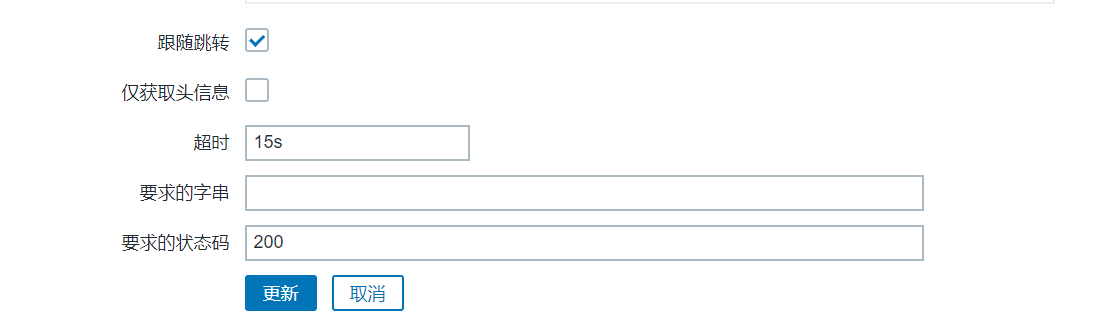 跟随跳转
仅获取头信息
超时 15s
要求的字串
要求的状态码 200
更新 取消